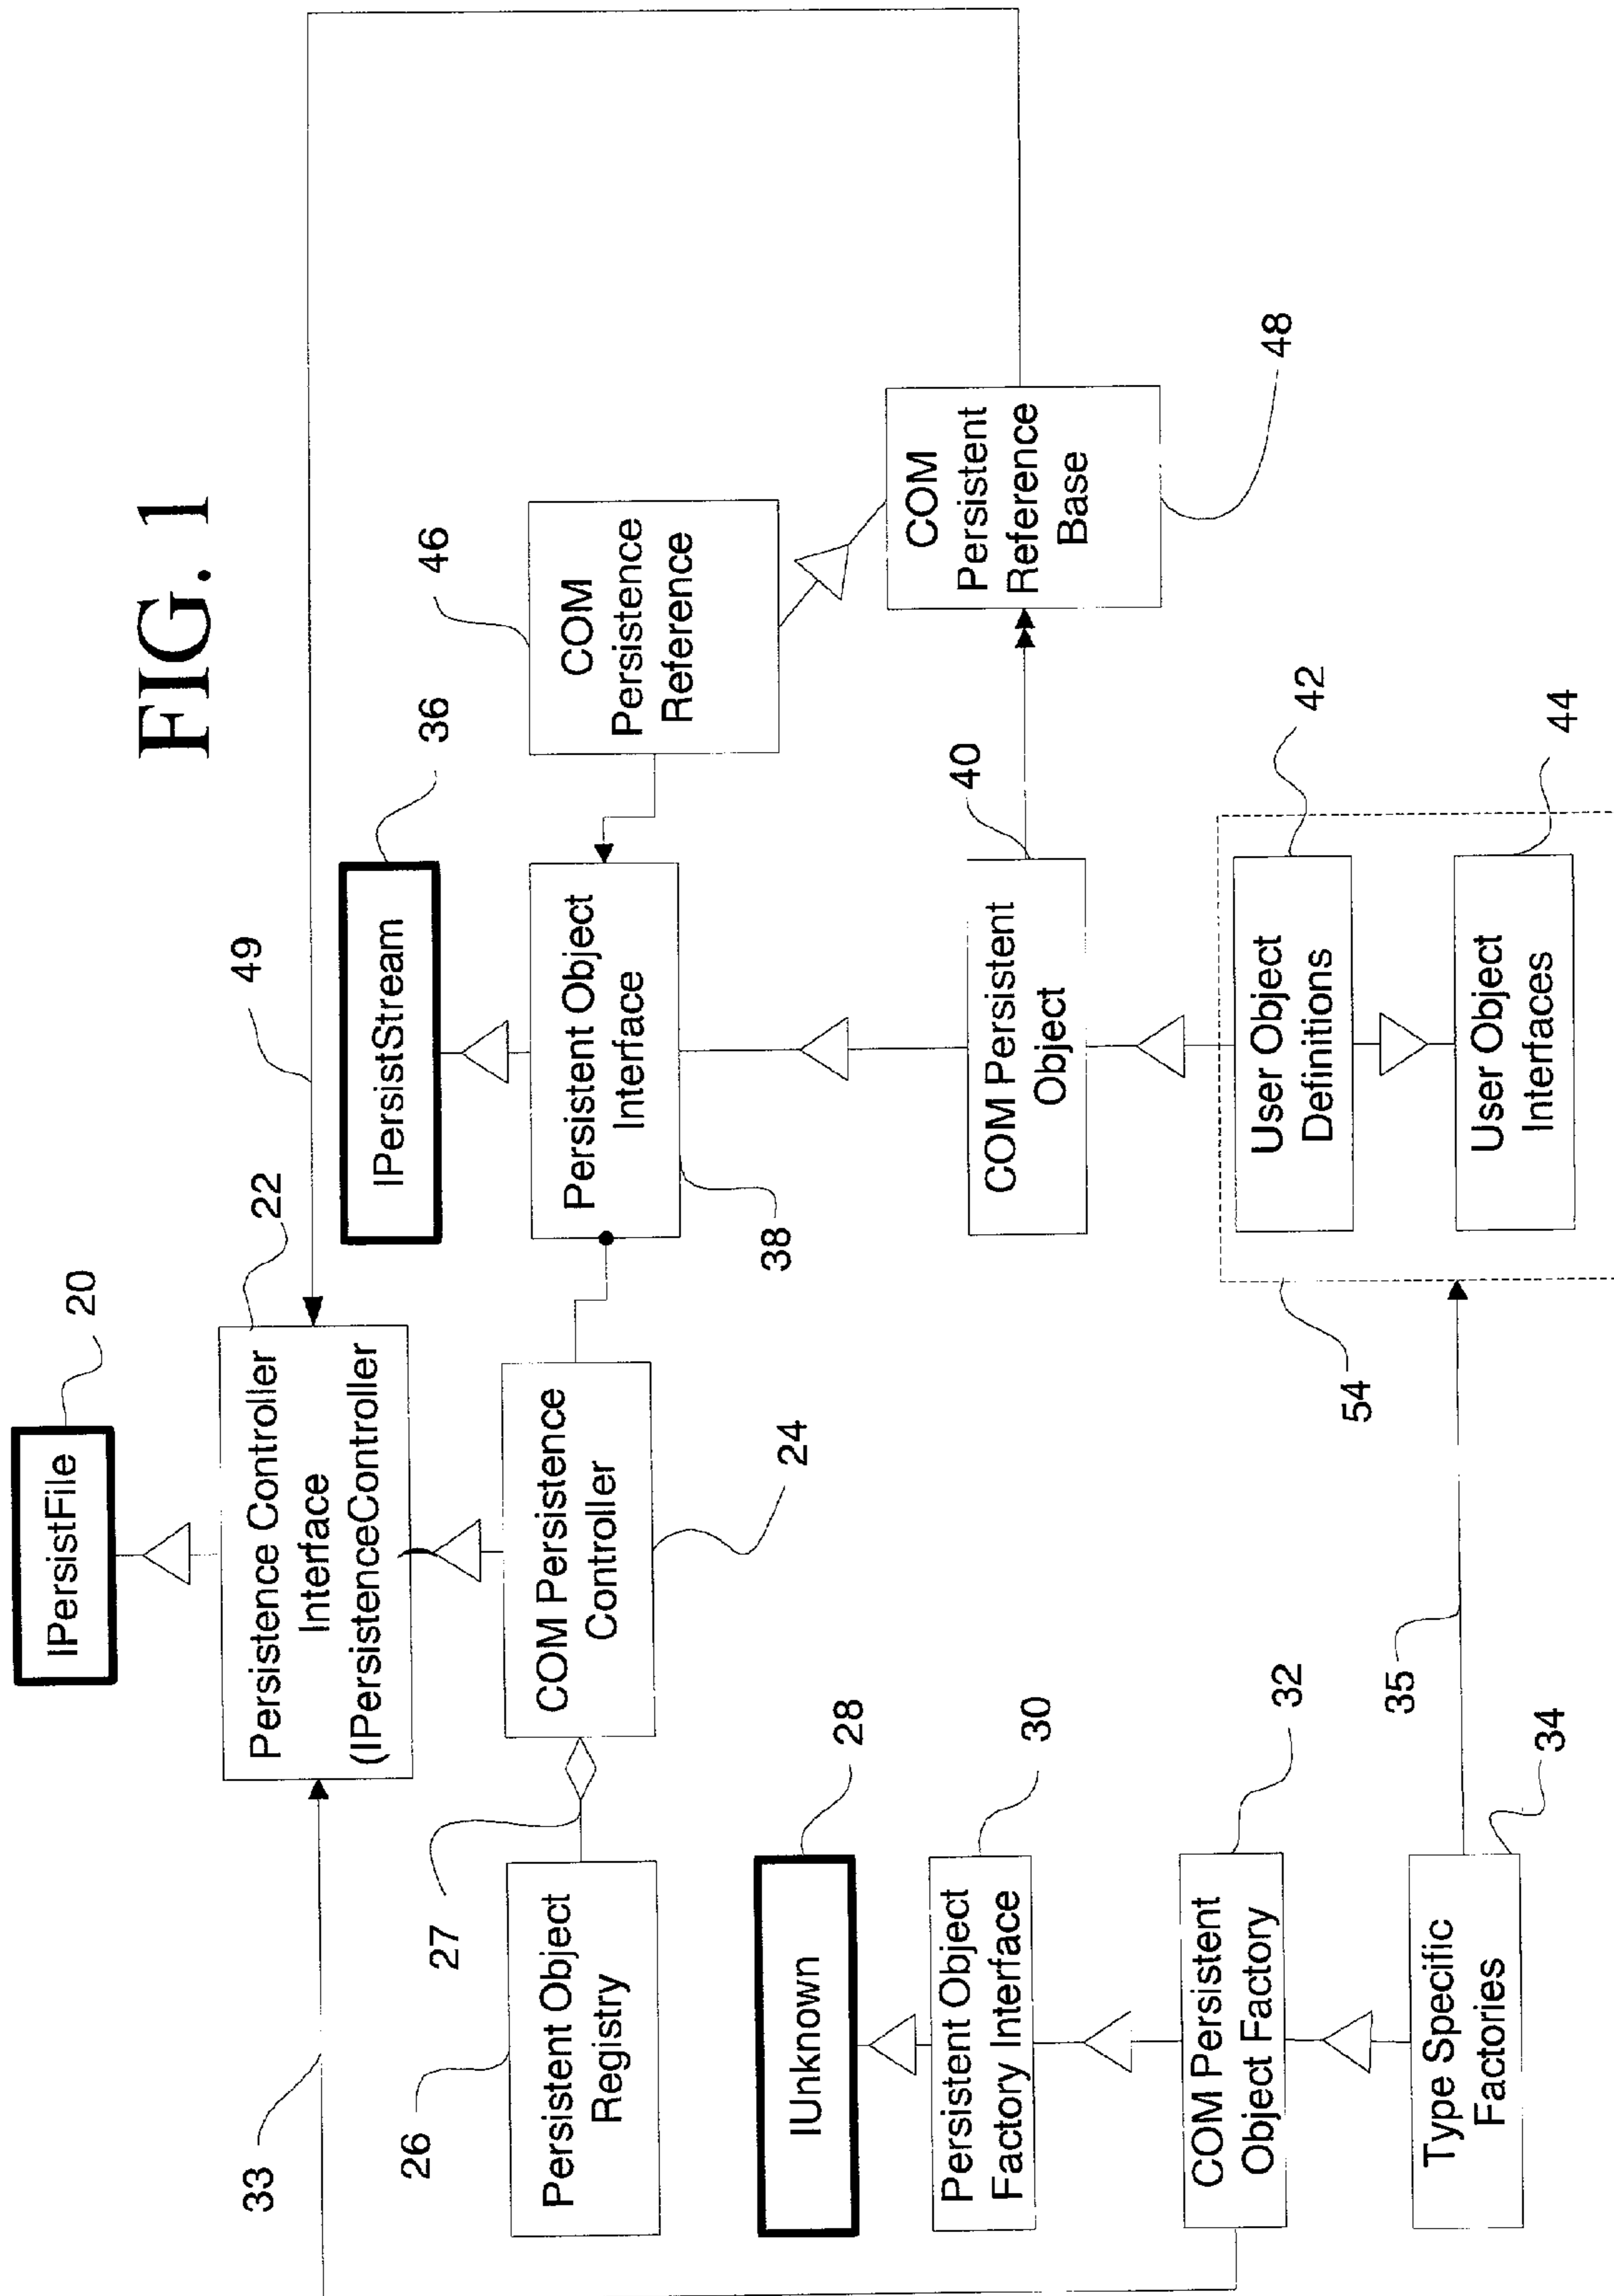 FIG. 1
IPersistFile
20
Persistence Controller
Interface
(IPersistenceController
22
49
33
COM Persistence
Controller
24
27
Persistent Object
Registry
26
IUnknown
28
Persistent Object
Factory Interface
30
COM Persistent
Object Factory
32
Type Specific
Factories
34
35
IPersistStream
36
Persistent Object
Interface
38
COM Persistent
Object
40
User Object
Definitions
42
User Object
Interfaces
44
54
COM
Persistence
Reference
46
COM
Persistent
Reference
Base
48